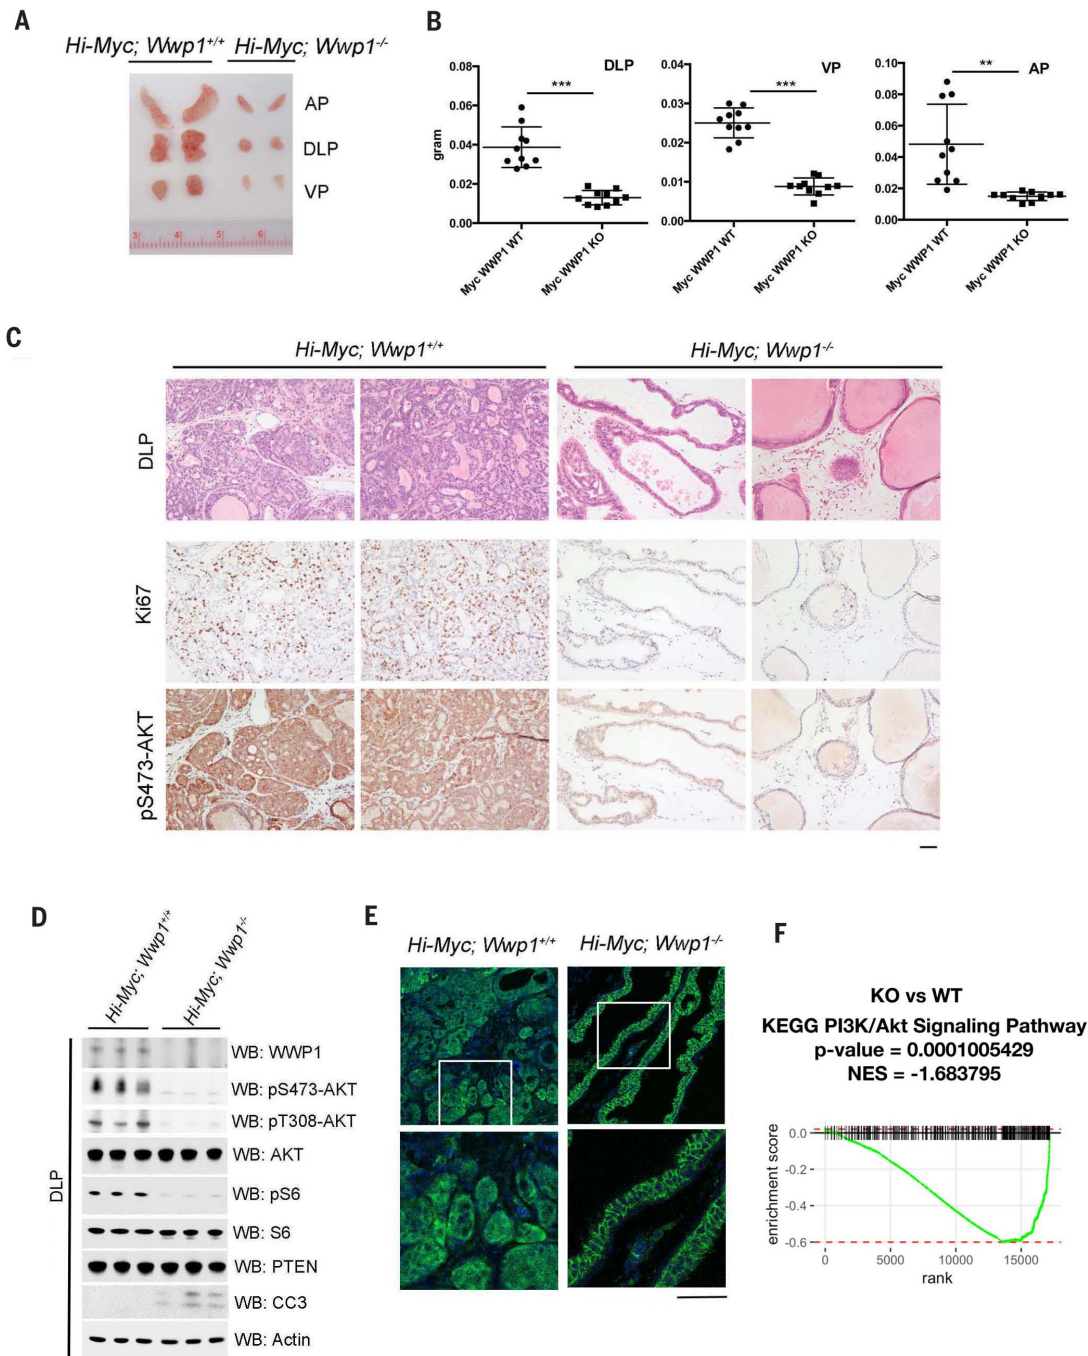 A
Hi-Myc; Wwp1+/+ Hi-Myc; Wwp1-/-
AP
DLP
VP
3 4 5 6
B
DLP
***
gram
0.08
0.06
0.04
0.02
0.00
Myc WWP1 WT
Myc WWP1 KO
VP
***
0.04
0.03
0.02
0.01
0.00
Myc WWP1 WT
Myc WWP1 KO
AP
**
0.10
0.08
0.06
0.04
0.02
0.00
Myc WWP1 WT
Myc WWP1 KO
C
Hi-Myc; Wwp1+/+ Hi-Myc; Wwp1-/-
DLP
Ki67
pS473-AKT
D
Hi-Myc; Wwp1+/+
Hi-Myc; Wwp1-/-
DLP
WB: WWP1
WB: pS473-AKT
WB: pT308-AKT
WB: AKT
WB: pS6
WB: S6
WB: PTEN
WB: CC3
WB: Actin
E
Hi-Myc; Wwp1+/+ Hi-Myc; Wwp1-/-
F
KO vs WT
KEGG PI3K/Akt Signaling Pathway
p-value = 0.0001005429
NES = -1.683795
enrichment score
0.0
-0.2
-0.4
-0.6
0 5000 10000 15000
rank